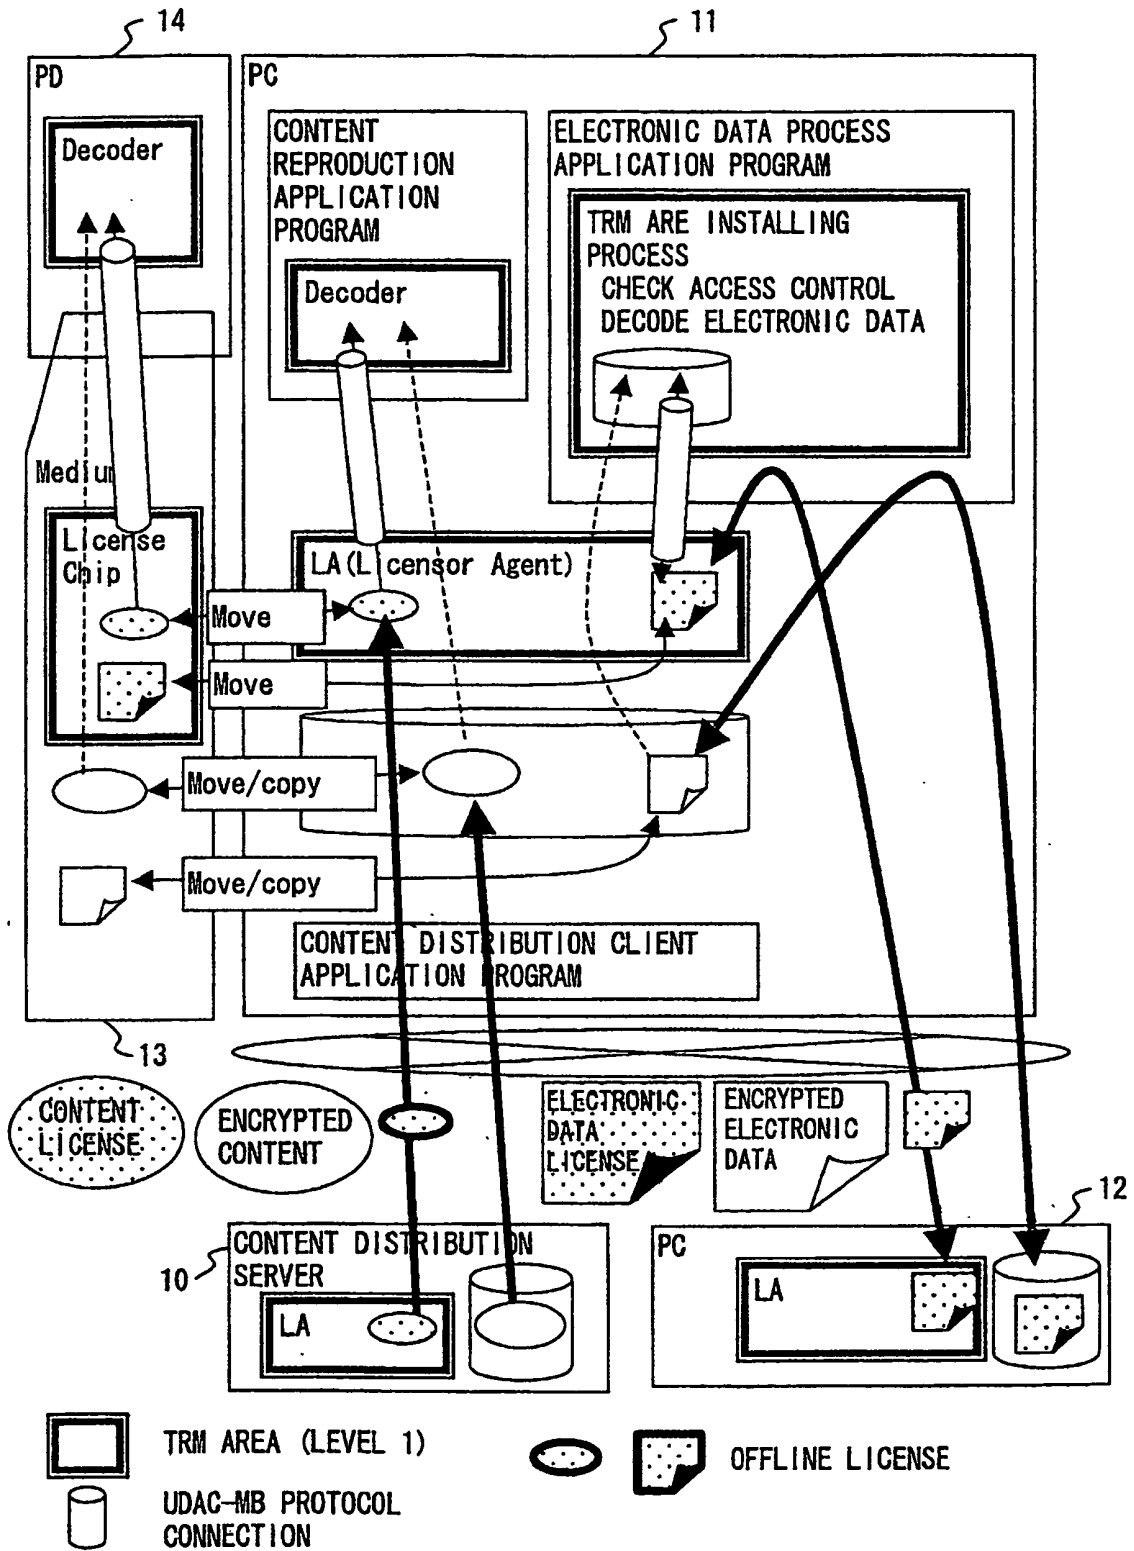 14
11
PD
PC
Decoder
CONTENT
REPRODUCTION
APPLICATION
PROGRAM
Decoder
ELECTRONIC DATA PROCESS
APPLICATION PROGRAM
TRM ARE INSTALLING
PROCESS
CHECK ACCESS CONTROL
DECODE ELECTRONIC DATA
Medium
License
Chip
LA(Licensor Agent)
Move
Move
Move/copy
Move/copy
CONTENT DISTRIBUTION CLIENT
APPLICATION PROGRAM
13
CONTENT
LICENSE
ENCRYPTED
CONTENT
ELECTRONIC
DATA
LICENSE
ENCRYPTED
ELECTRONIC
DATA
12
10
CONTENT DISTRIBUTION
SERVER
LA
PC
LA
TRM AREA (LEVEL 1)
OFFLINE LICENSE
UDAC-MB PROTOCOL
CONNECTION